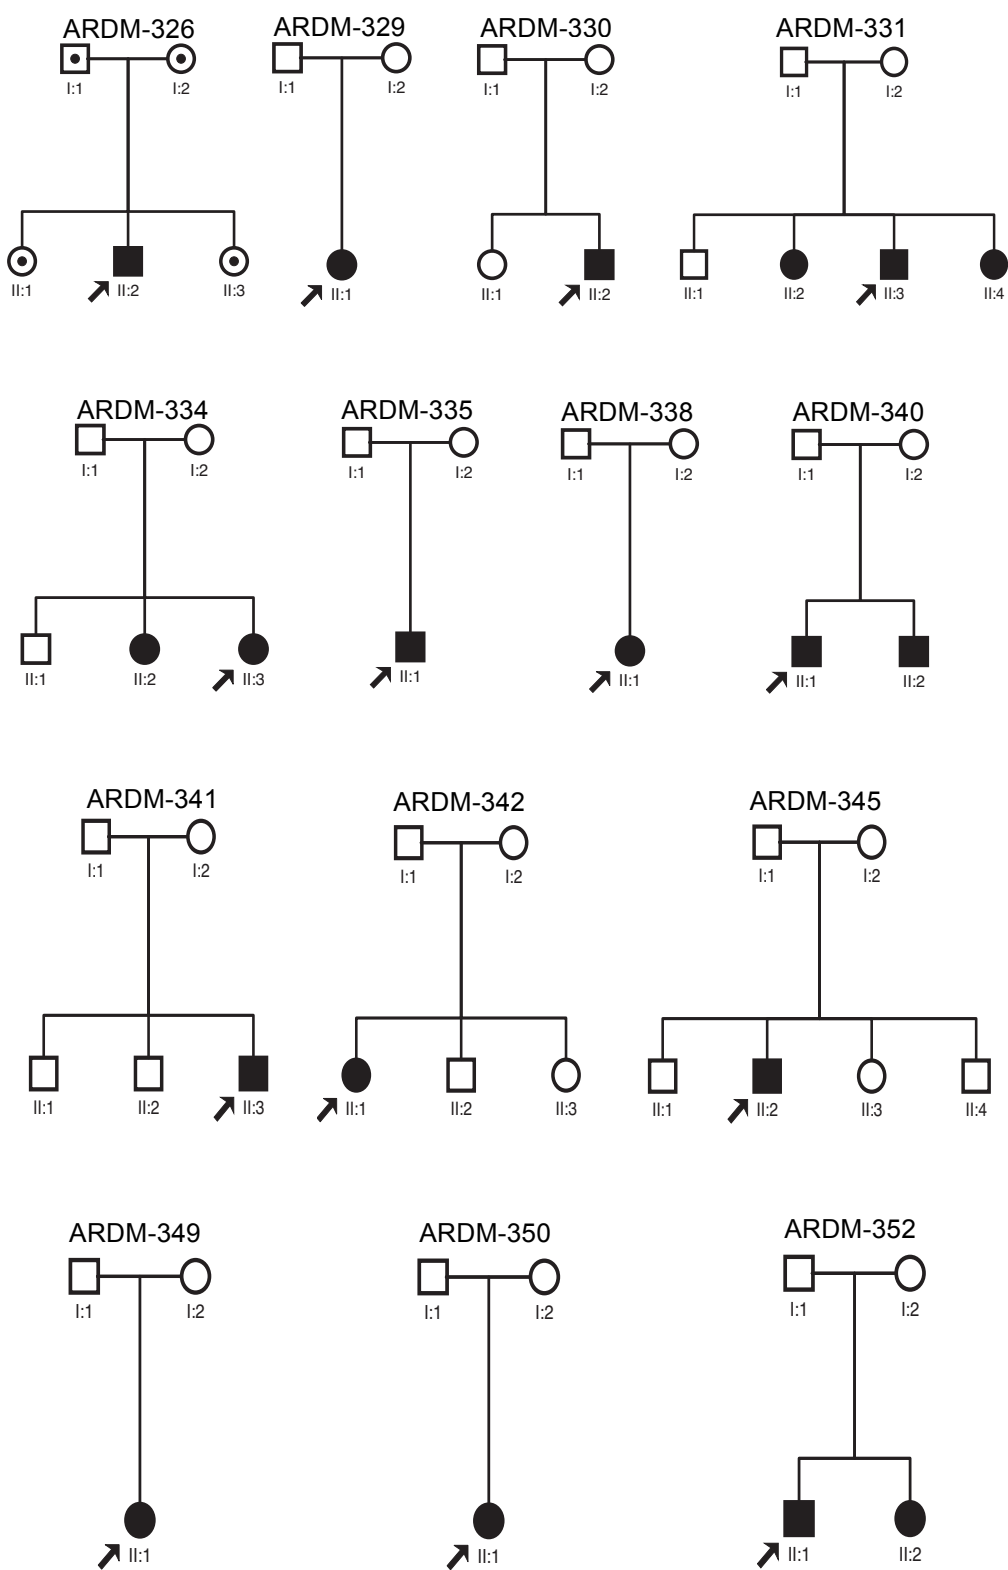 ARDM-326 ARDM-329 ARDM-330 ARDM-331
I:1 I:2 I:1 I:2 I:1 I:2 I:1 I:2
II:1 II:2 II:3 II:1 II:1 II:2 II:1 II:2 II:3 II:4
ARDM-334 ARDM-335 ARDM-338 ARDM-340
I:1 I:2 I:1 I:2 I:1 I:2 I:1 I:2
II:1 II:2 II:3 II:1 II:1 II:1 II:2
ARDM-341 ARDM-342 ARDM-345
I:1 I:2 I:1 I:2 I:1 I:2
II:1 II:2 II:3 II:1 II:2 II:3 II:1 II:2 II:3 II:4
ARDM-349 ARDM-350 ARDM-352
I:1 I:2 I:1 I:2 I:1 I:2
II:1 II:1 II:1 II:2